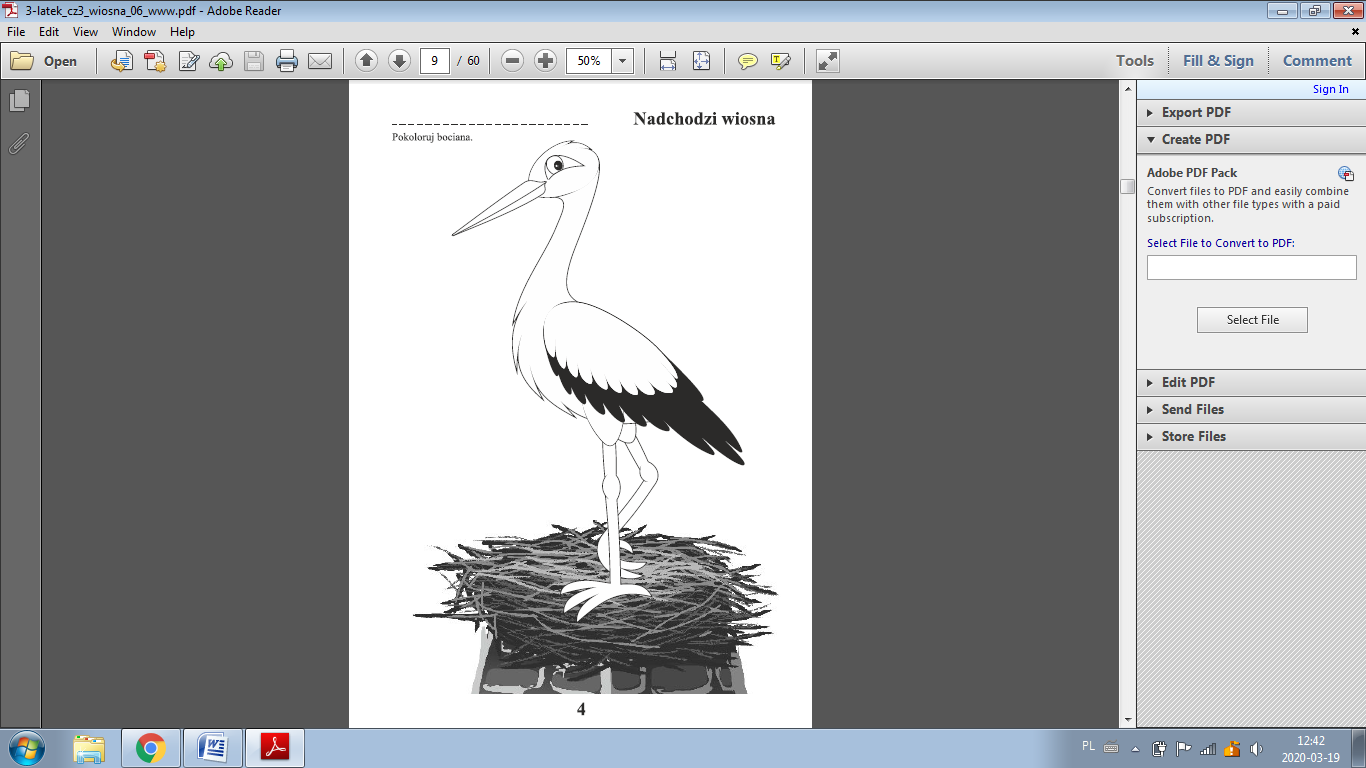 3-latek_cz3_wiosna_06_www.pdf - Adobe Reader
File Edit View Window Help
Open 9 / 60 50% Tools Fill & Sign Comment
Sign In
Export PDF
Create PDF
Adobe PDF Pack
Convert files to PDF and easily combine
them with other file types with a paid
subscription.
Select File to Convert to PDF:
Select File
Edit PDF
Send Files
Store Files
Nadchodzi wiosna
Pokoloruj bociana.
4
PL 12:42
2020-03-19